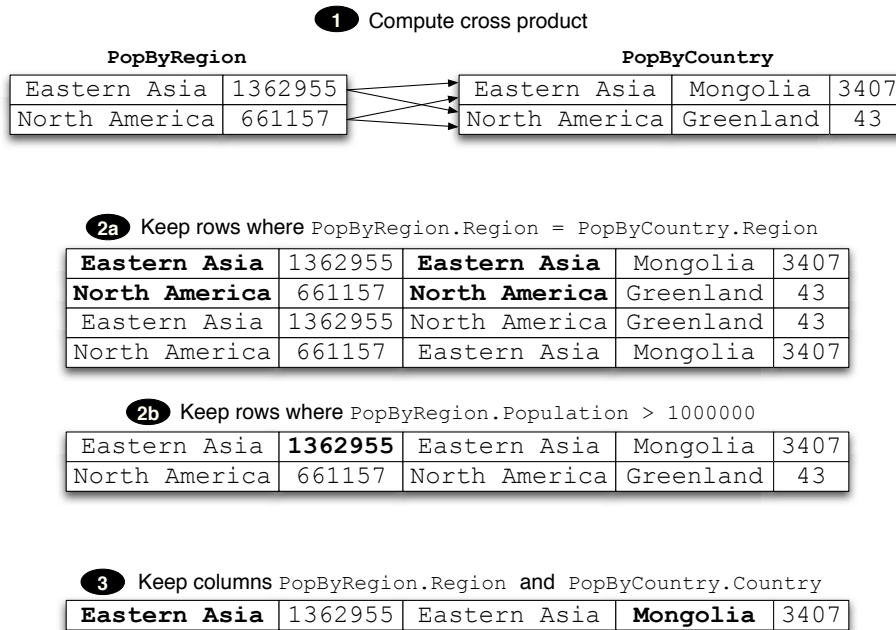 1 Compute cross product
PopByRegion PopByCountry
Eastern Asia 1362955 Eastern Asia Mongolia 3407
North America 661157 North America Greenland 43
2a Keep rows where PopByRegion.Region = PopByCountry.Region
Eastern Asia 1362955 Eastern Asia Mongolia 3407
North America 661157 North America Greenland 43
Eastern Asia 1362955 North America Greenland 43
North America 661157 Eastern Asia Mongolia 3407
2b Keep rows where PopByRegion.Population > 1000000
Eastern Asia 1362955 Eastern Asia Mongolia 3407
North America 661157 North America Greenland 43
3 Keep columns PopByRegion.Region and PopByCountry.Country
Eastern Asia 1362955 Eastern Asia Mongolia 3407